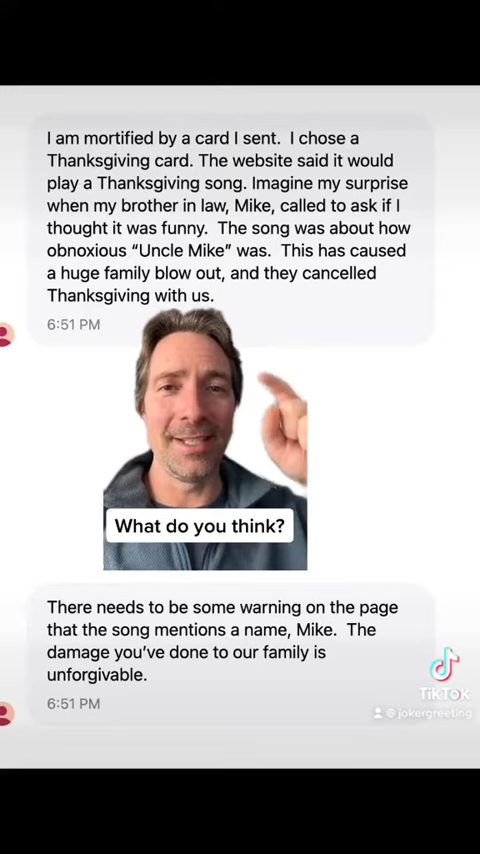 I am mortified by a card I sent.  I chose a
Thanksgiving card. The website said it would
play a Thanksgiving song. Imagine my surprise
when my brother in law, Mike, called to ask if I
thought it was funny.  The song was about how
obnoxious “Uncle Mike” was.  This has caused
a huge family blow out, and they cancelled
Thanksgiving with us.
6:51 PM
What do you think?
There needs to be some warning on the page
that the song mentions a name, Mike.  The
damage you’ve done to our family is
unforgivable.
6:51 PM
TikTok
@jokergreeting